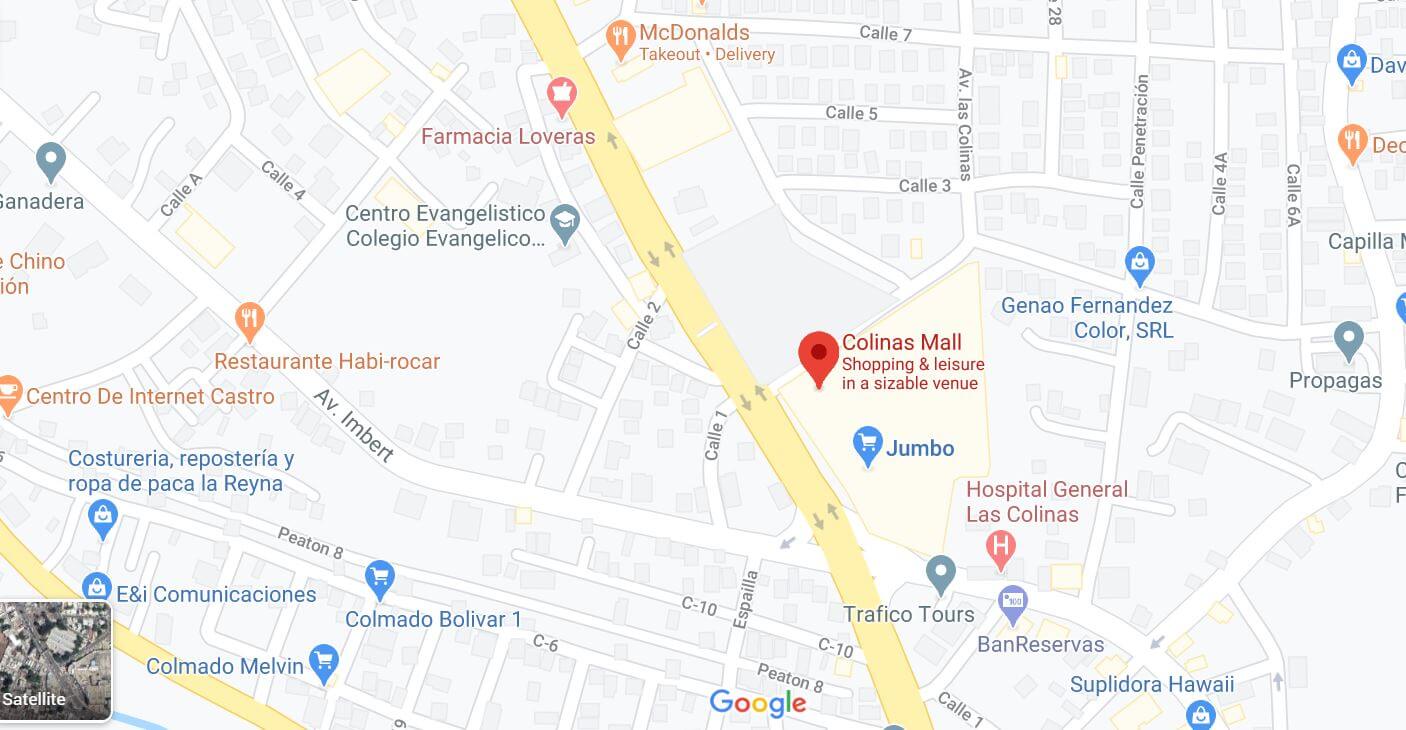 McDonalds
Takeout • Delivery
Calle 7
28
Dav
Farmacia Loveras
Calle 5
Av. las Colinas
Calle Penetración
Dec
Ganadera
Calle A
Calle 4
Calle 3
4A
Calle 6A
Centro Evangelistico
Colegio Evangelico...
Capilla M
e Chino
ión
Genao Fernandez
Color, SRL
Calle 2
Restaurante Habi-rocar
Colinas Mall
Shopping & leisure
in a sizable venue
Propagas
Centro De Internet Castro
Av. Imbert
Calle 1
Jumbo
Costureria, repostería y
ropa de paca la Reyna
Hospital General
Las Colinas
H
C
F
Peaton 8
E&i Comunicaciones
Colmado Bolivar 1
C-10
Espailla
Trafico Tours
100
BanReservas
C-6
C-10
Colmado Melvin
Peaton 8
Suplidora Hawaii
Satellite
Google
Calle 1